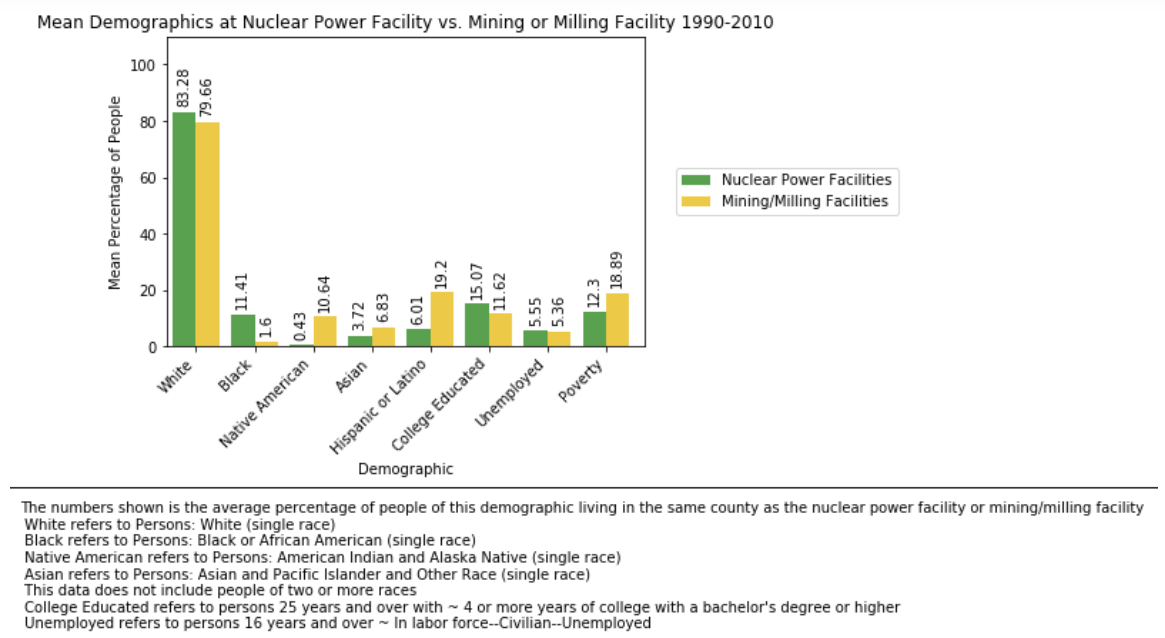 Mean Demographics at Nuclear Power Facility vs. Mining or Milling Facility 1990-2010
Mean Percentage of People
100
80
60
40
20
0
83.28
79.66
11.41
1.6
0.43
10.64
3.72
6.83
6.01
19.2
15.07
11.62
5.55
5.36
12.3
18.89
Nuclear Power Facilities
Mining/Milling Facilities
White
Black
Native American
Asian
Hispanic or Latino
College Educated
Unemployed
Poverty
Demographic
The numbers shown is the average percentage of people of this demographic living in the same county as the nuclear power facility or mining/milling facility
White refers to Persons: White (single race)
Black refers to Persons: Black or African American (single race)
Native American refers to Persons: American Indian and Alaska Native (single race)
Asian refers to Persons: Asian and Pacific Islander and Other Race (single race)
This data does not include people of two or more races
College Educated refers to persons 25 years and over with ~ 4 or more years of college with a bachelor's degree or higher
Unemployed refers to persons 16 years and over ~ In labor force--Civilian--Unemployed